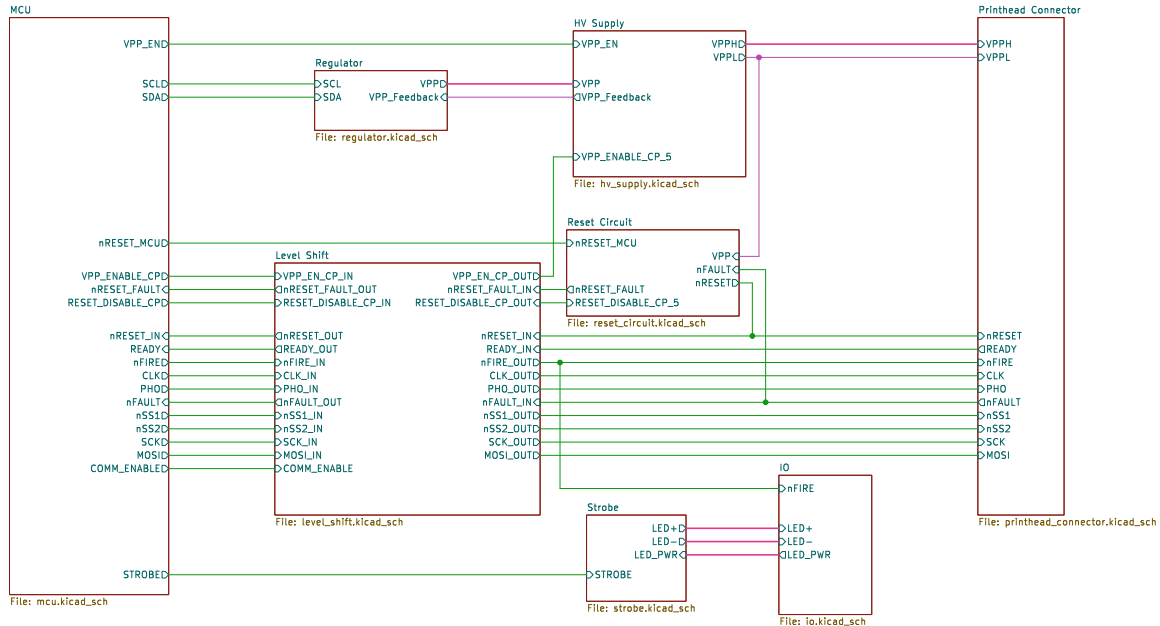 MCU
VPP_EN
SCL
SDA
nRESET_MCU
VPP_ENABLE_CP
nRESET_FAULT
RESET_DISABLE_CP
nRESET_IN
READY
nFIRE
CLK
PHO
nFAULT
nSS1
nSS2
SCK
MOSI
COMM_ENABLE
STROBE
File: mcu.kicad_sch
Regulator
SCL VPP
SDA VPP_Feedback
File: regulator.kicad_sch
HV Supply
VPP_EN VPPH
VPPL
VPP
VPP_Feedback
VPP_ENABLE_CP_5
File: hv_supply.kicad_sch
Reset Circuit
nRESET_MCU
VPP
nFAULT
nRESET
nRESET_FAULT
RESET_DISABLE_CP_5
File: reset_circuit.kicad_sch
Level Shift
VPP_EN_CP_IN VPP_EN_CP_OUT
nRESET_FAULT_OUT nRESET_FAULT_IN
RESET_DISABLE_CP_IN RESET_DISABLE_CP_OUT
nRESET_OUT nRESET_IN
READY_OUT READY_IN
nFIRE_IN nFIRE_OUT
CLK_IN CLK_OUT
PHO_IN PHO_OUT
nFAULT_OUT nFAULT_IN
nSS1_IN nSS1_OUT
nSS2_IN nSS2_OUT
SCK_IN SCK_OUT
MOSI_IN MOSI_OUT
COMM_ENABLE
File: level_shift.kicad_sch
Printhead Connector
VPPH
VPPL
nRESET
READY
nFIRE
CLK
PHO
nFAULT
nSS1
nSS2
SCK
MOSI
File: printhead_connector.kicad_sch
Strobe
LED+
LED-
LED_PWR
STROBE
File: strobe.kicad_sch
IO
nFIRE
LED+
LED-
LED_PWR
File: io.kicad_sch